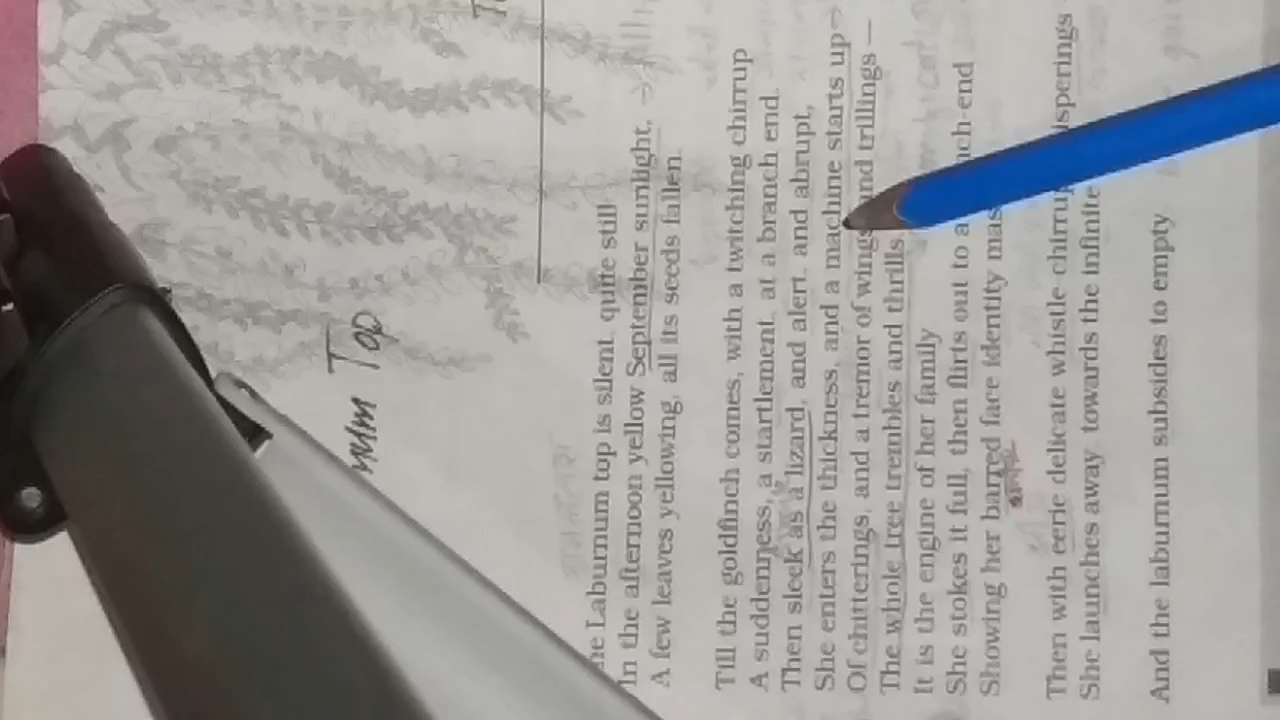 num Top
he Laburnum top is silent, quite still
In the afternoon yellow September sunlight,
A few leaves yellowing, all its seeds fallen.
Till the goldfinch comes, with a twitching chirrup
A suddenness, a startlement, at a branch end.
Then sleek as a lizard, and alert, and abrupt,
She enters the thickness, and a machine starts up
Of chitterings, and a tremor of wings and trillings —
The whole tree trembles and thrills
It is the engine of her family
She stokes it full, then flirts out to a nch-end
Showing her barred face identity mas
Then with eerie delicate whistle chirrup isperings
She launches away, towards the infinite
And the laburnum subsides to empty